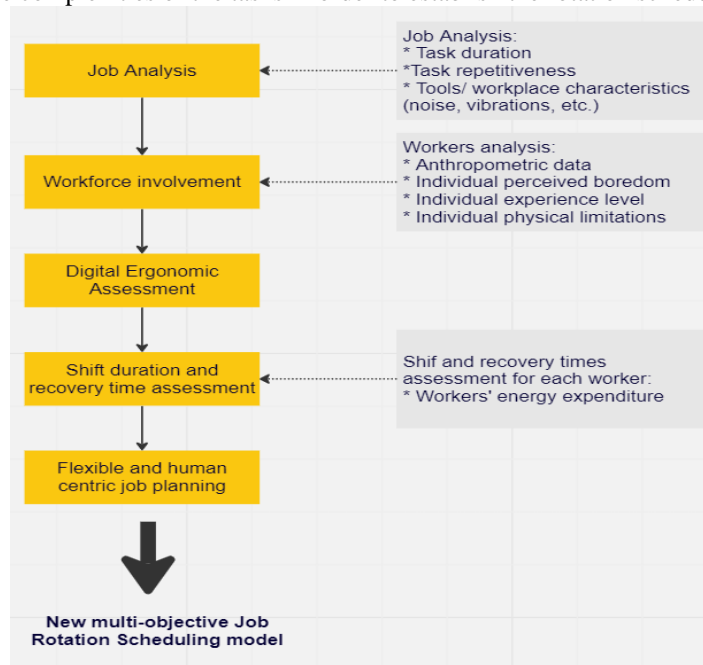 Job Analysis
Job Analysis:
* Task duration
*Task repetitiveness
* Tools/ workplace characteristics
(noise, vibrations, etc.)
Workforce involvement
Workers analysis:
* Anthropometric data
* Individual perceived boredom
* Individual experience level
* Individual physical limitations
Digital Ergonomic
Assessment
Shift duration and
recovery time assessment
Shif and recovery times
assessment for each worker:
* Workers' energy expenditure
Flexible and human
centric job planning
New multi-objective Job
Rotation Scheduling model